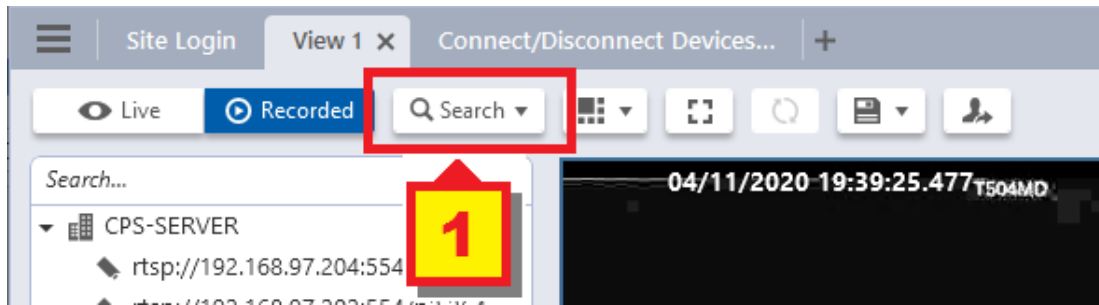 Site Login View 1 Connect/Disconnect Devices...
Live Recorded Search
Search...
04/11/2020 19:39:25.477 T504MD
CPS-SERVER
1
rtsp://192.168.97.204:554